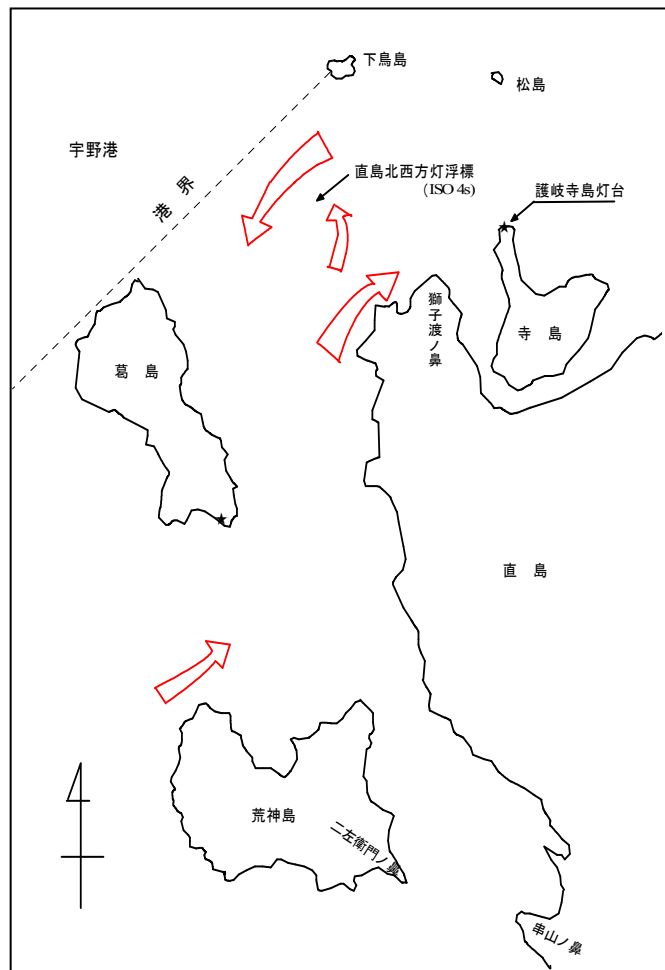 下烏島
松島
宇野港
港界
直島北西方灯浮標
(ISO 4s)
護岐寺島灯台
獅子渡ノ鼻
寺島
葛島
直島
荒神島
二左衛門ノ鼻
串山ノ鼻